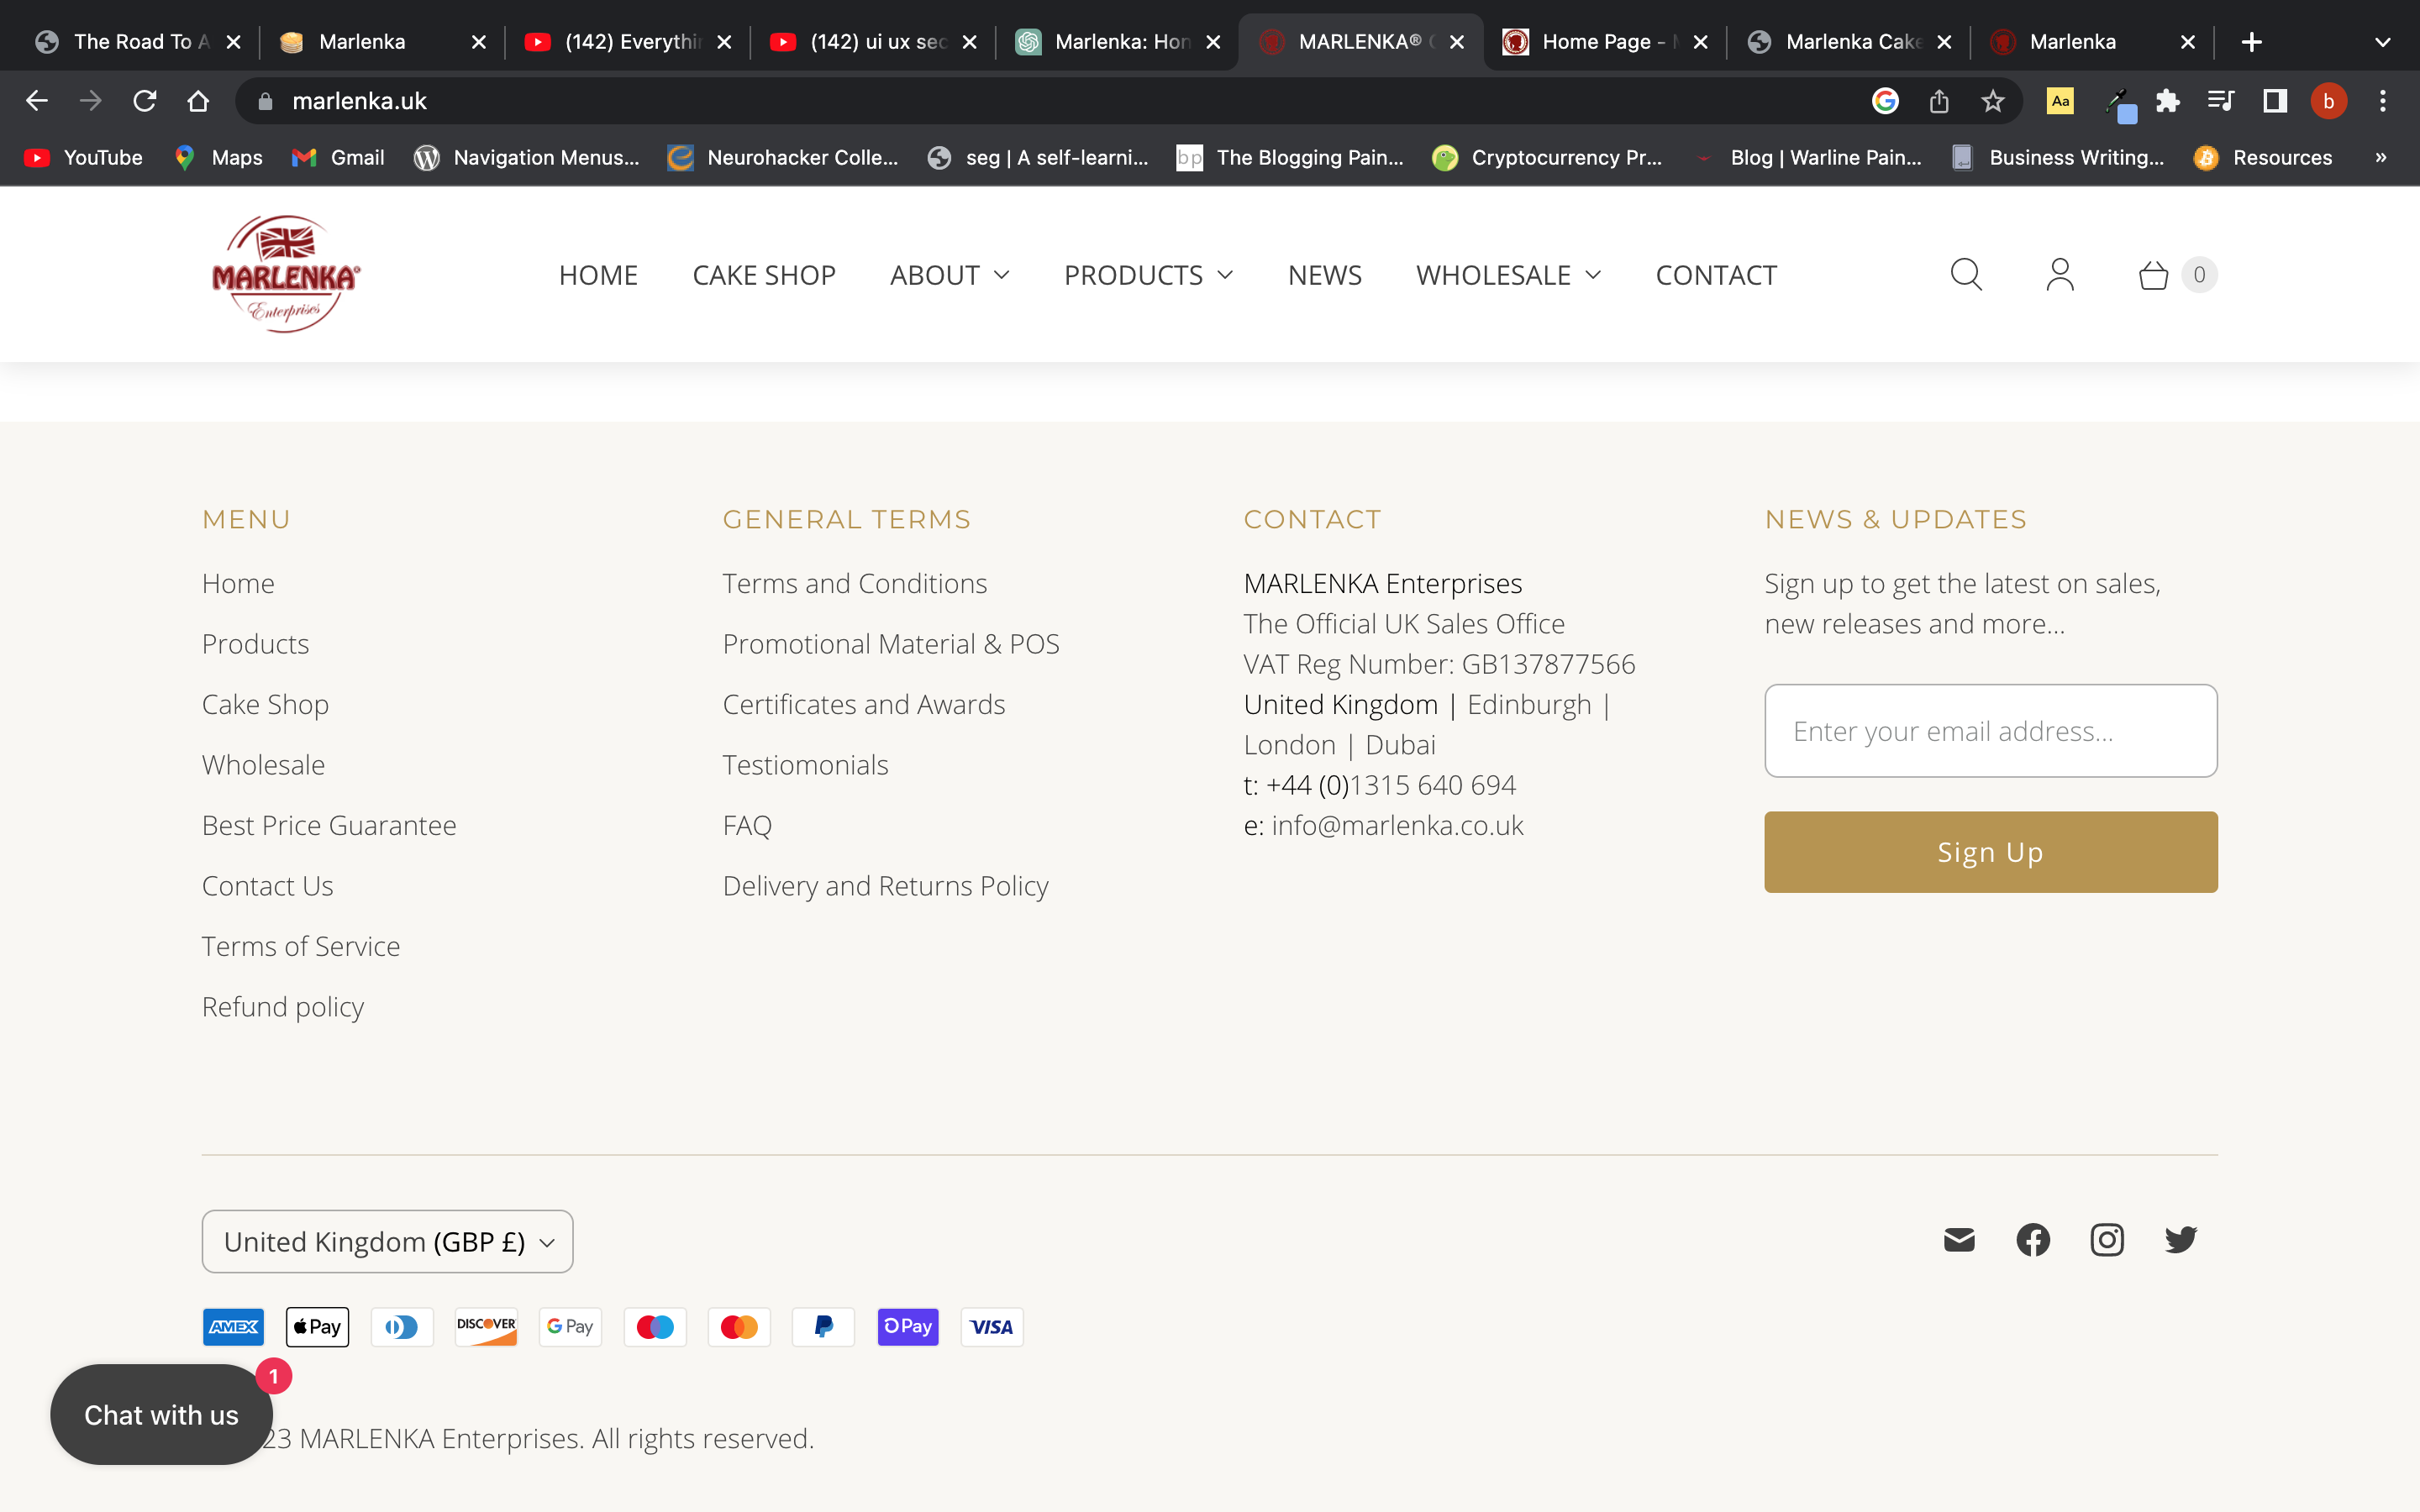 The Road To A
Marlenka
(142) Everythin
(142) ui ux sec
Marlenka: Hon
MARLENKA®
Home Page -
Marlenka Cake
Marlenka
marlenka.uk
Aa
b
YouTube
Maps
Gmail
Navigation Menus...
Neurohacker Colle...
seg | A self-learni...
bp
The Blogging Pain...
Cryptocurrency Pr...
Blog | Warline Pain...
Business Writing...
Resources
»
MARLENKA®
Enterprises
HOME
CAKE SHOP
ABOUT
PRODUCTS
NEWS
WHOLESALE
CONTACT
0
MENU
Home
Products
Cake Shop
Wholesale
Best Price Guarantee
Contact Us
Terms of Service
Refund policy
GENERAL TERMS
Terms and Conditions
Promotional Material & POS
Certificates and Awards
Testiomonials
FAQ
Delivery and Returns Policy
CONTACT
MARLENKA Enterprises
The Official UK Sales Office
VAT Reg Number: GB137877566
United Kingdom | Edinburgh |
London | Dubai
t: +44 (0)1315 640 694
e: info@marlenka.co.uk
NEWS & UPDATES
Sign up to get the latest on sales,
new releases and more...
Enter your email address...
Sign Up
United Kingdom (GBP £)
AMEX
Pay
DISCOVER
G Pay
Pay
VISA
1
Chat with us
23 MARLENKA Enterprises. All rights reserved.